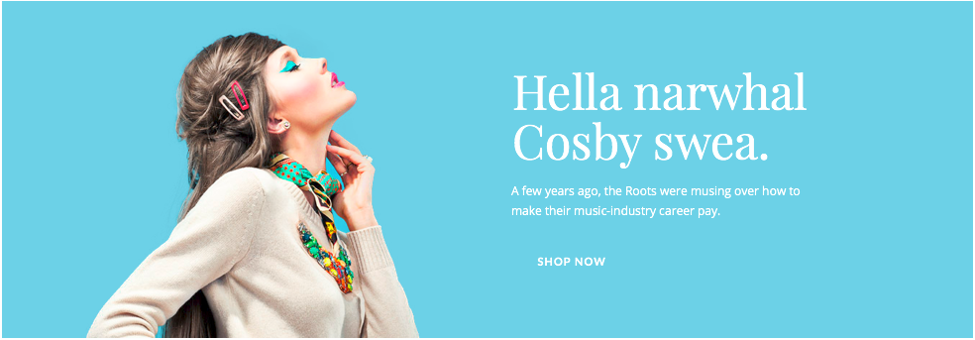 Hella narwhal
Cosby swea.
A few years ago, the Roots were musing over how to
make their music-industry career pay.
SHOP NOW